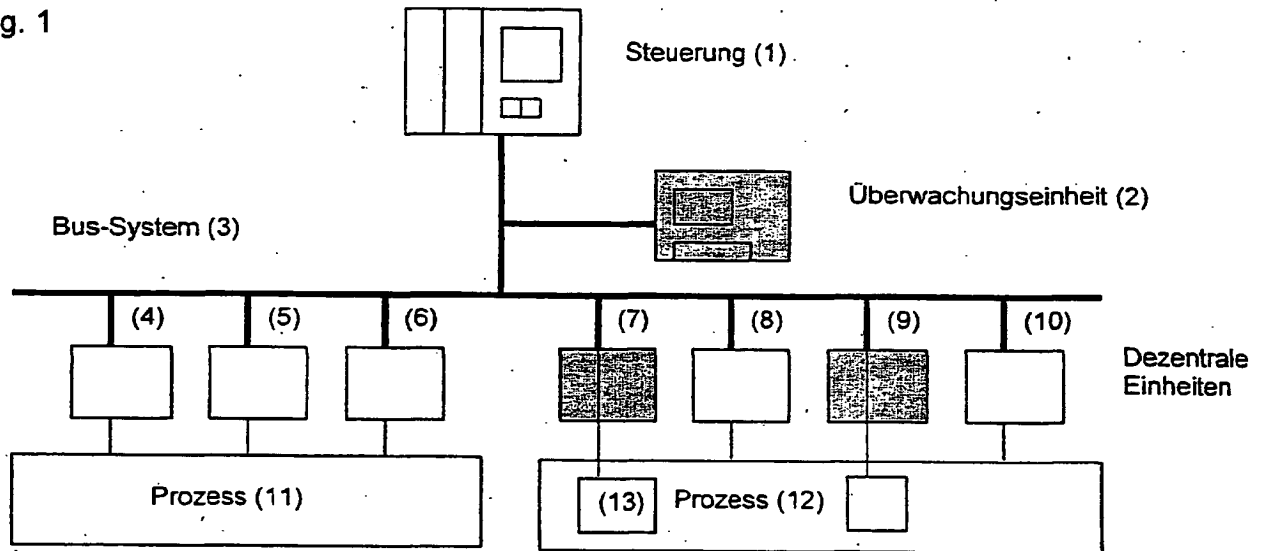 g. 1
Steuerung (1)
Überwachungseinheit (2)
Bus-System (3)
(4) (5) (6) (7) (8) (9) (10)
Dezentrale
Einheiten
Prozess (11) (13) Prozess (12)